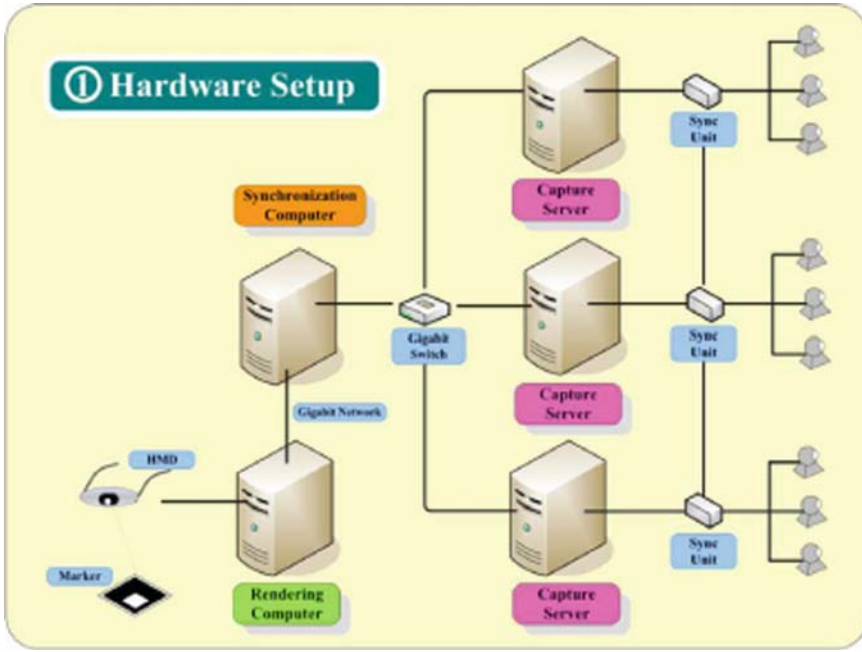 ① Hardware Setup
Sync
Unit
Capture
Server
Synchronization
Computer
Gigabit
Switch
Sync
Unit
Capture
Server
Gigabit Network
HMD
Marker
Rendering
Computer
Capture
Server
Sync
Unit